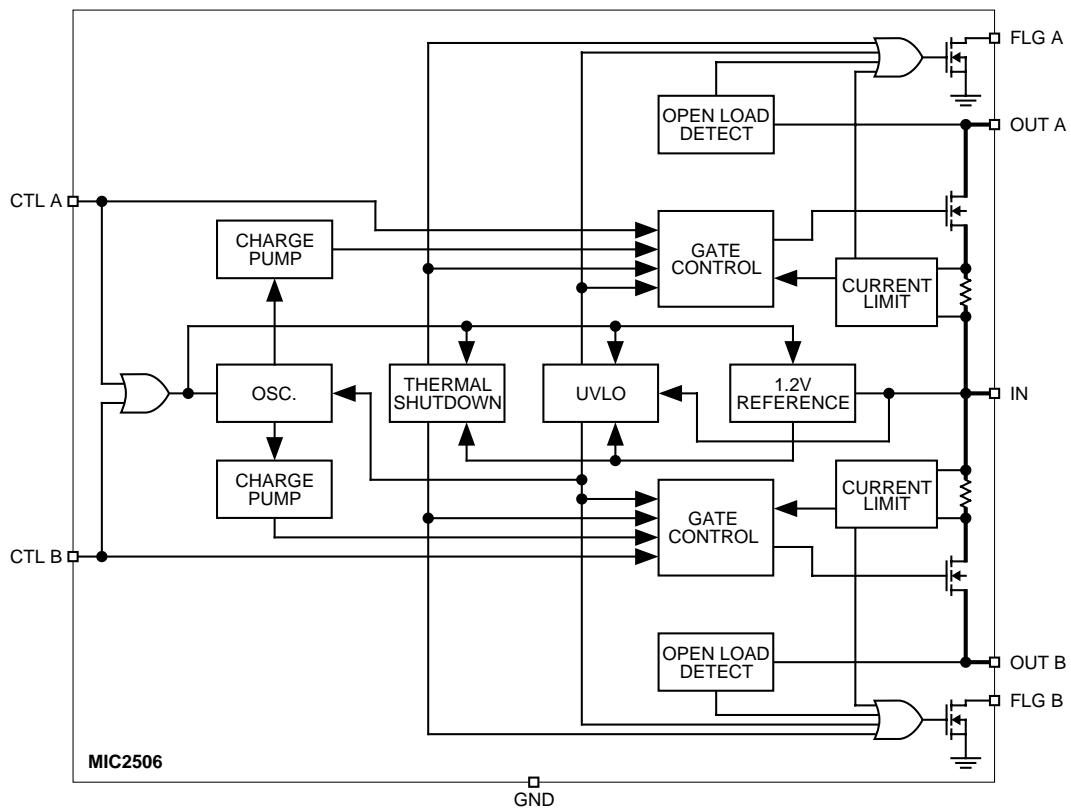 FLG A
OPEN LOAD
DETECT
OUT A
CTL A
CHARGE
PUMP
GATE
CONTROL
CURRENT
LIMIT
OSC.
THERMAL
SHUTDOWN
UVLO
1.2V
REFERENCE
IN
CHARGE
PUMP
CURRENT
LIMIT
GATE
CONTROL
CTL B
OPEN LOAD
DETECT
OUT B
FLG B
MIC2506
GND